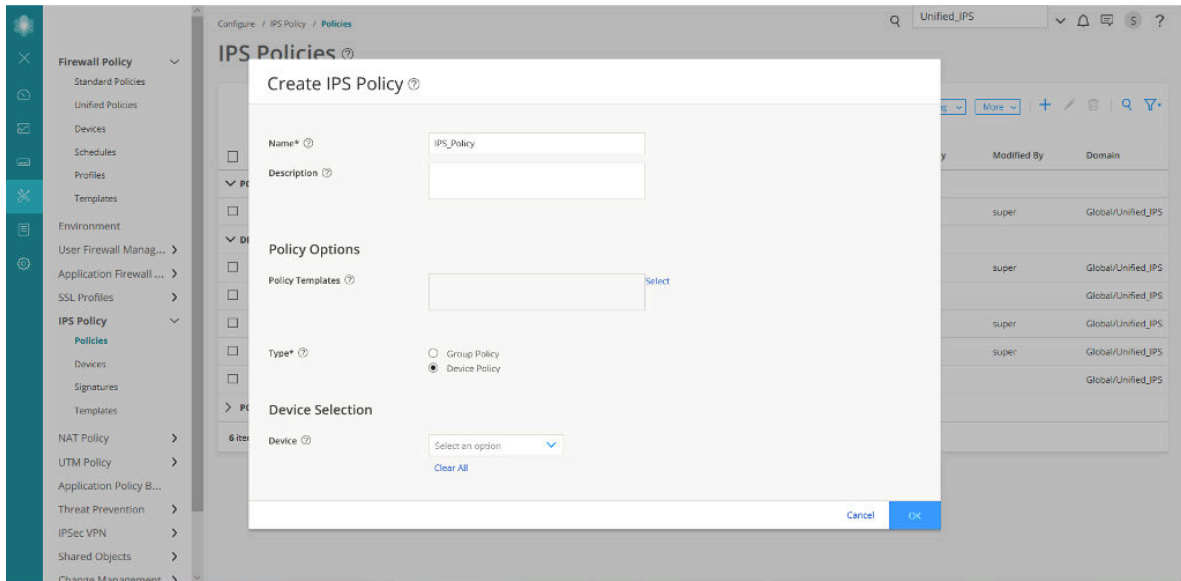 Configure / IPS Policy / Policies
Unified_IPS
S
?
IPS Policies ?
Firewall Policy
Standard Policies
Unified Policies
Devices
Schedules
Profiles
Templates
Environment
User Firewall Manag...
Application Firewall ...
SSL Profiles
IPS Policy
Policies
Devices
Signatures
Templates
NAT Policy
UTM Policy
Application Policy B...
Threat Prevention
IPSec VPN
Shared Objects
Change Management
More
Modified By
Domain
super
Global/Unified_IPS
super
Global/Unified_IPS
Global/Unified_IPS
super
Global/Unified_IPS
super
Global/Unified_IPS
Global/Unified_IPS
Create IPS Policy ?
Name* ?
IPS_Policy
Description ?
Policy Options
Policy Templates ?
Select
Type* ?
Group Policy
Device Policy
Device Selection
Device ?
Select an option
Clear All
Cancel
OK